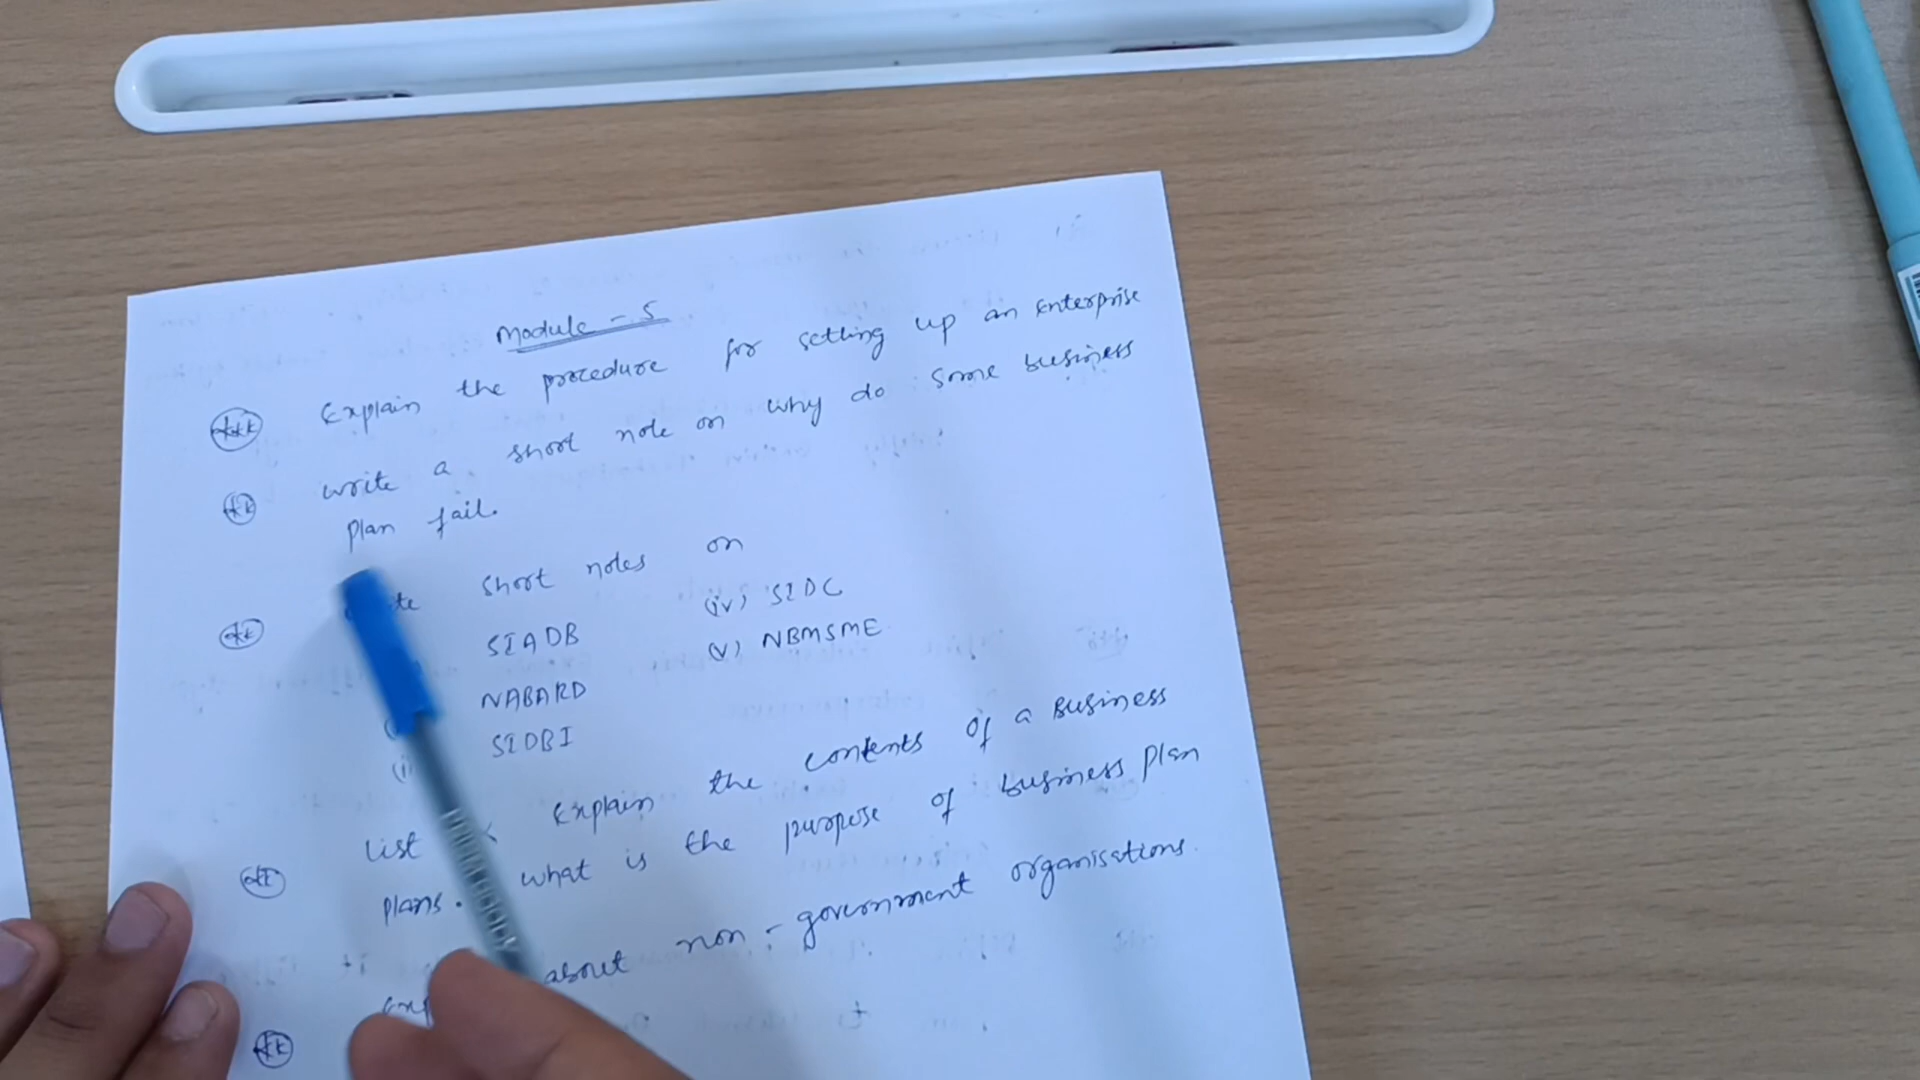 Module - 5
*** Explain the procedure for setting up an Enterprise
** write a short note on why do some business
plan fail.
** short notes on
SIADB (iv) SIDC
NABARD (v) NBMSME
SIDBI
** List Explain the contents of a Business
plans. what is the purpose of business plan
** about non-government organisations.